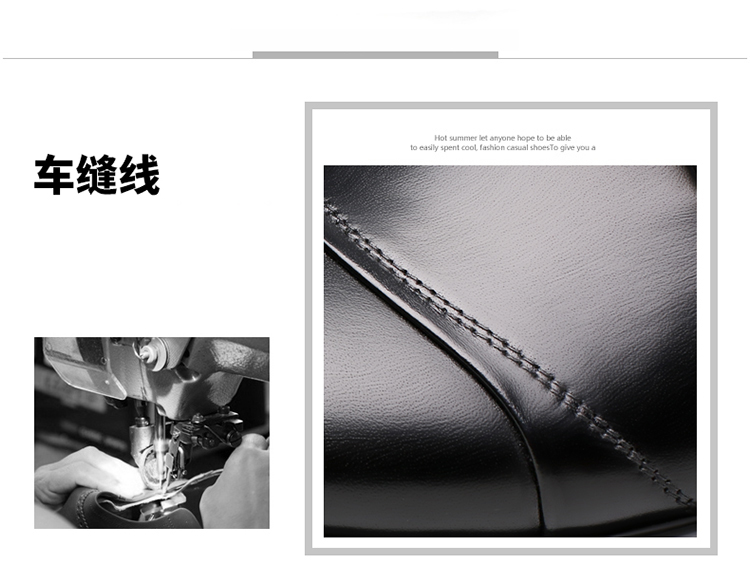 车缝线
Hot summer let anyone hope to be able
to easily spent cool, fashion casual shoesTo give you a